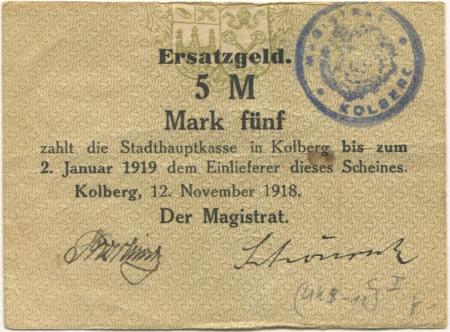 Ersatzgeld.
MAGISTRAT
KOLBERG
5 M
Mark fünf
zahlt die Stadthauptkasse in Kolberg bis zum
2. Januar 1919 dem Einlieferer dieses Scheines.
Kolberg, 12. November 1918.
Der Magistrat.